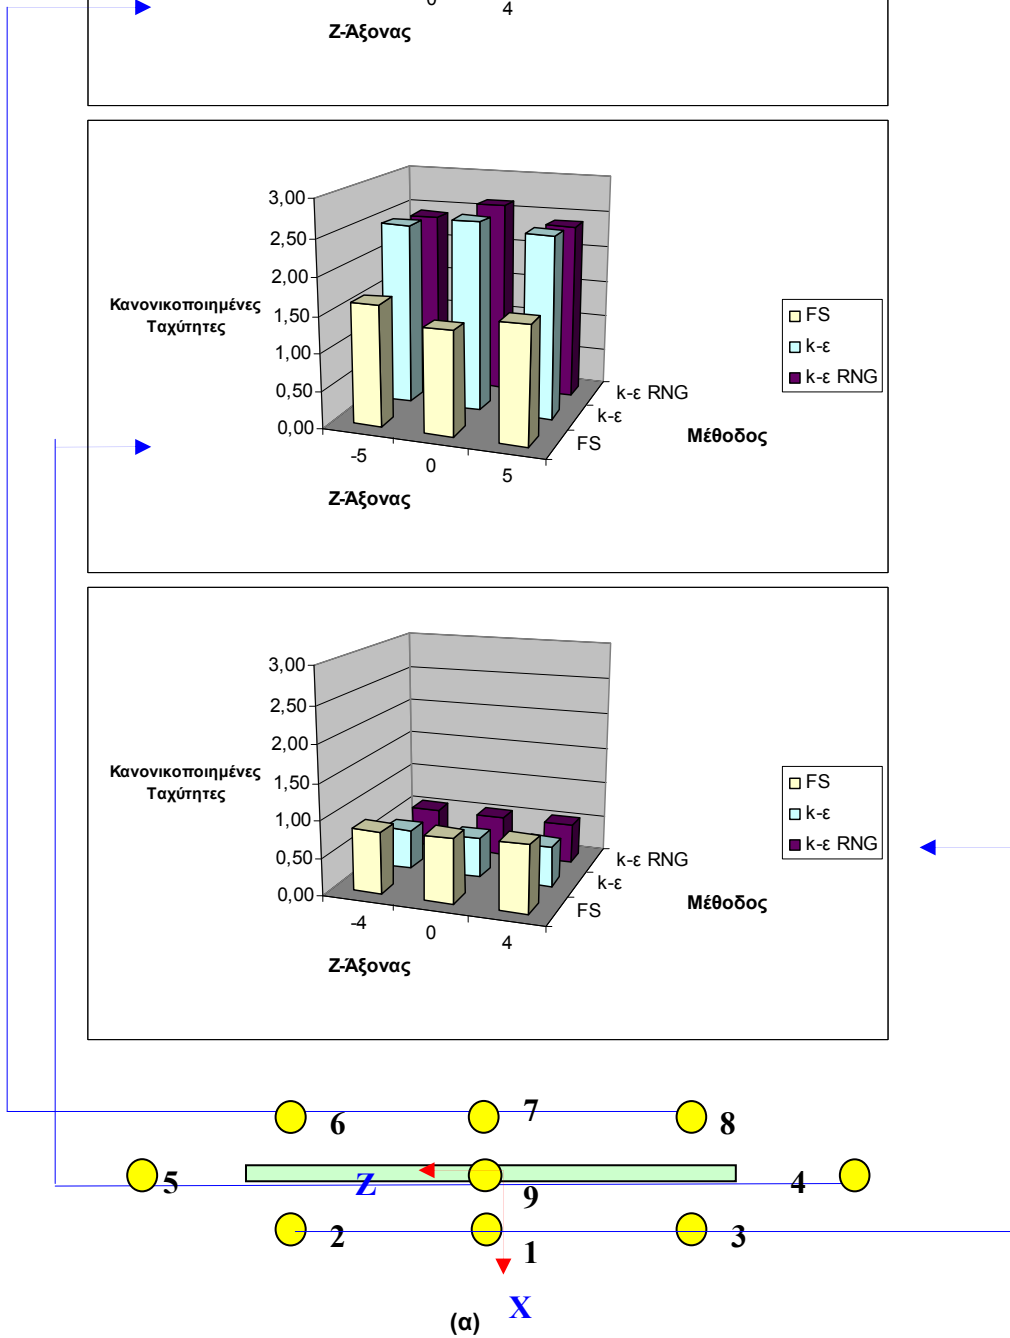 0
4
Z-Άξονας
3,00
2,50
2,00
Κανονικοποιημένες
Ταχύτητες
1,50
1,00
0,50
0,00
-5
0
5
k-ε RNG
k-ε
FS
Z-Άξονας
Μέθοδος
FS
k-ε
k-ε RNG
3,00
2,50
2,00
Κανονικοποιημένες
Ταχύτητες
1,50
1,00
0,50
0,00
-4
0
4
k-ε RNG
k-ε
FS
Z-Άξονας
Μέθοδος
FS
k-ε
k-ε RNG
6
7
8
5
Z
9
4
2
1
3
X
(α)